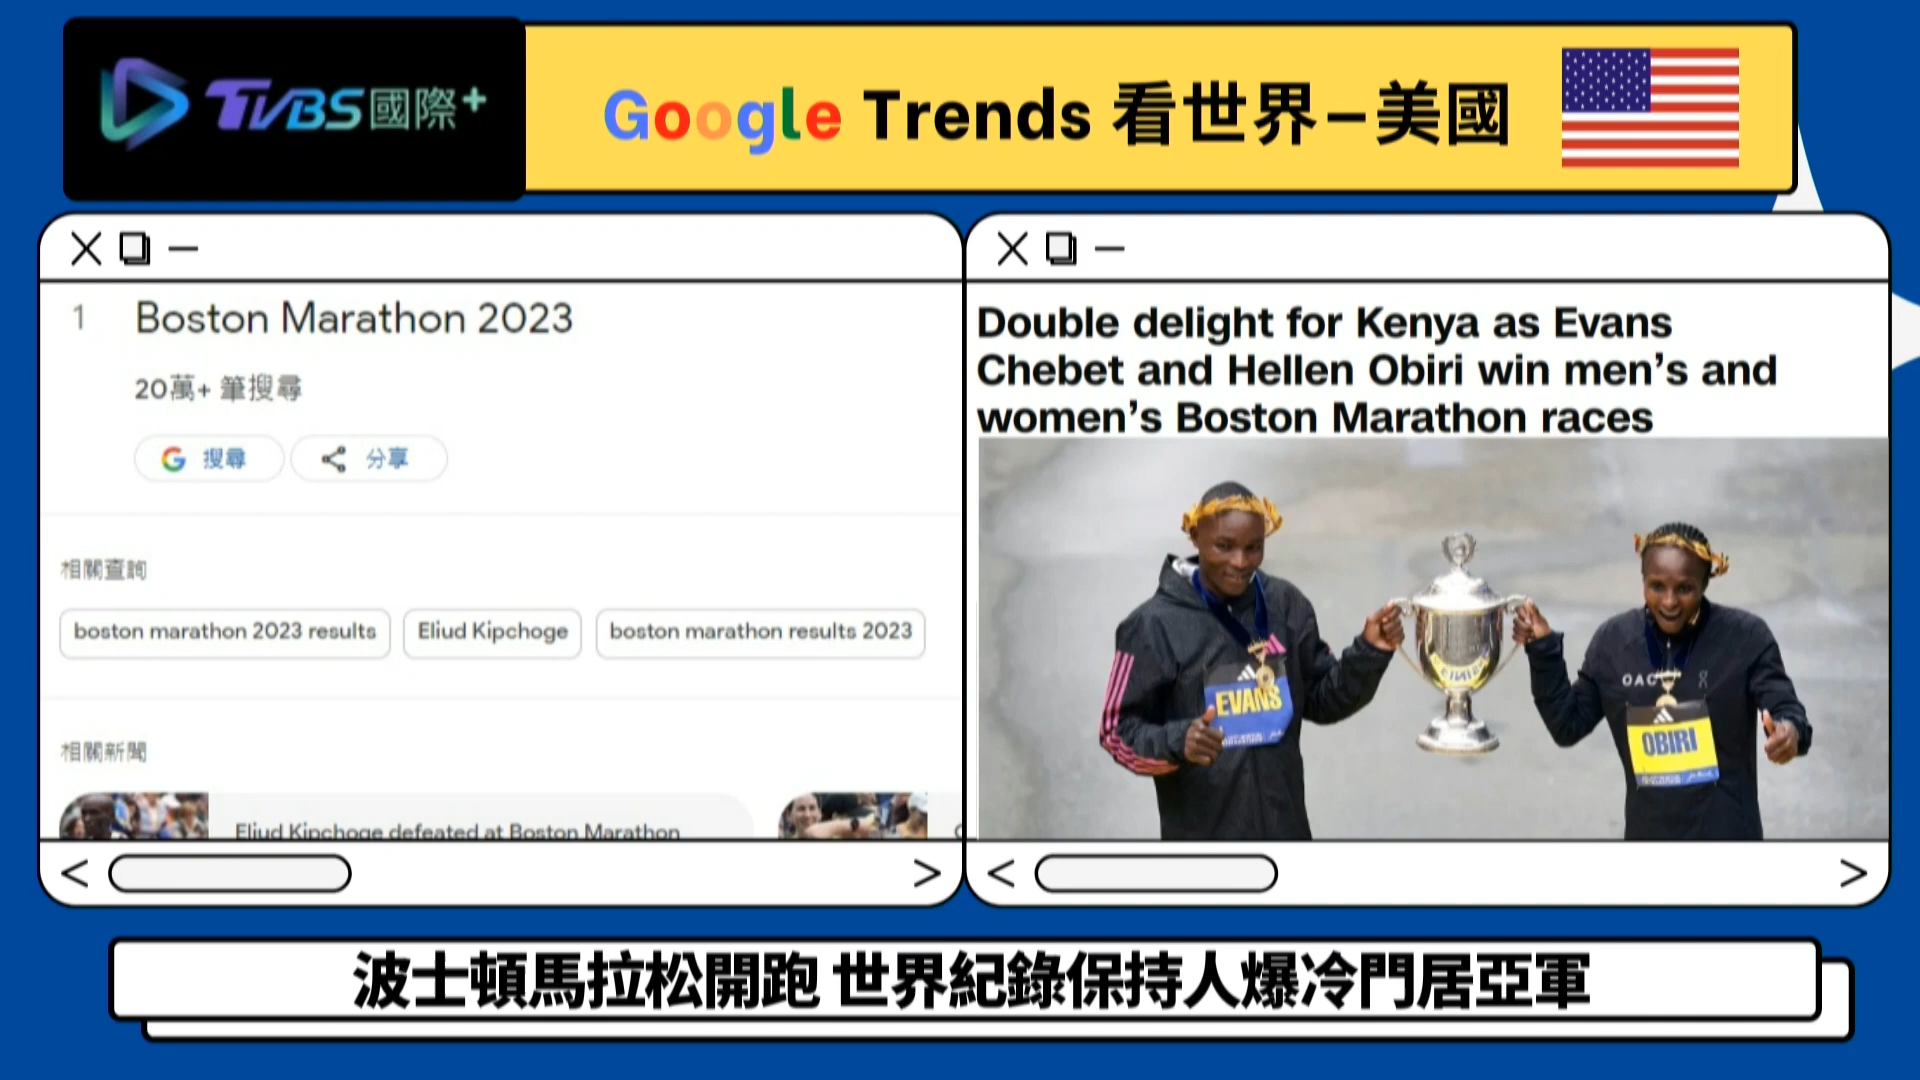 TVBS國際+
Google Trends 看世界-美國
1 Boston Marathon 2023
20萬+ 筆搜尋
搜尋 分享
相關查詢
boston marathon 2023 results Eliud Kipchoge boston marathon results 2023
相關新聞
Eliud Kipchoge defeated at Boston Marathon
Double delight for Kenya as Evans
Chebet and Hellen Obiri win men's and
women's Boston Marathon races
EVANS
OAC
OBIRI
波士頓馬拉松開跑 世界紀錄保持人爆冷門居亞軍